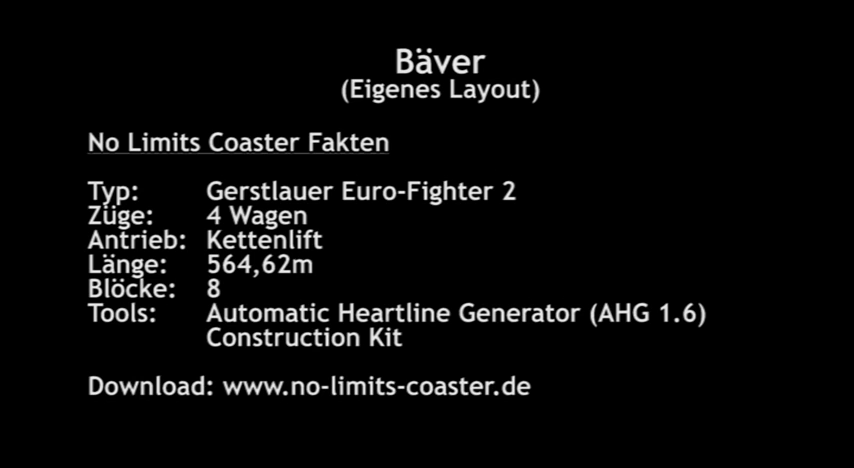 Bäver
(Eigenes Layout)
No Limits Coaster Fakten
Typ: Gerstlauer Euro-Fighter 2
Züge: 4 Wagen
Antrieb: Kettenlift
Länge: 564,62m
Blöcke: 8
Tools: Automatic Heartline Generator (AHG 1.6)
Construction Kit
Download: www.no-limits-coaster.de